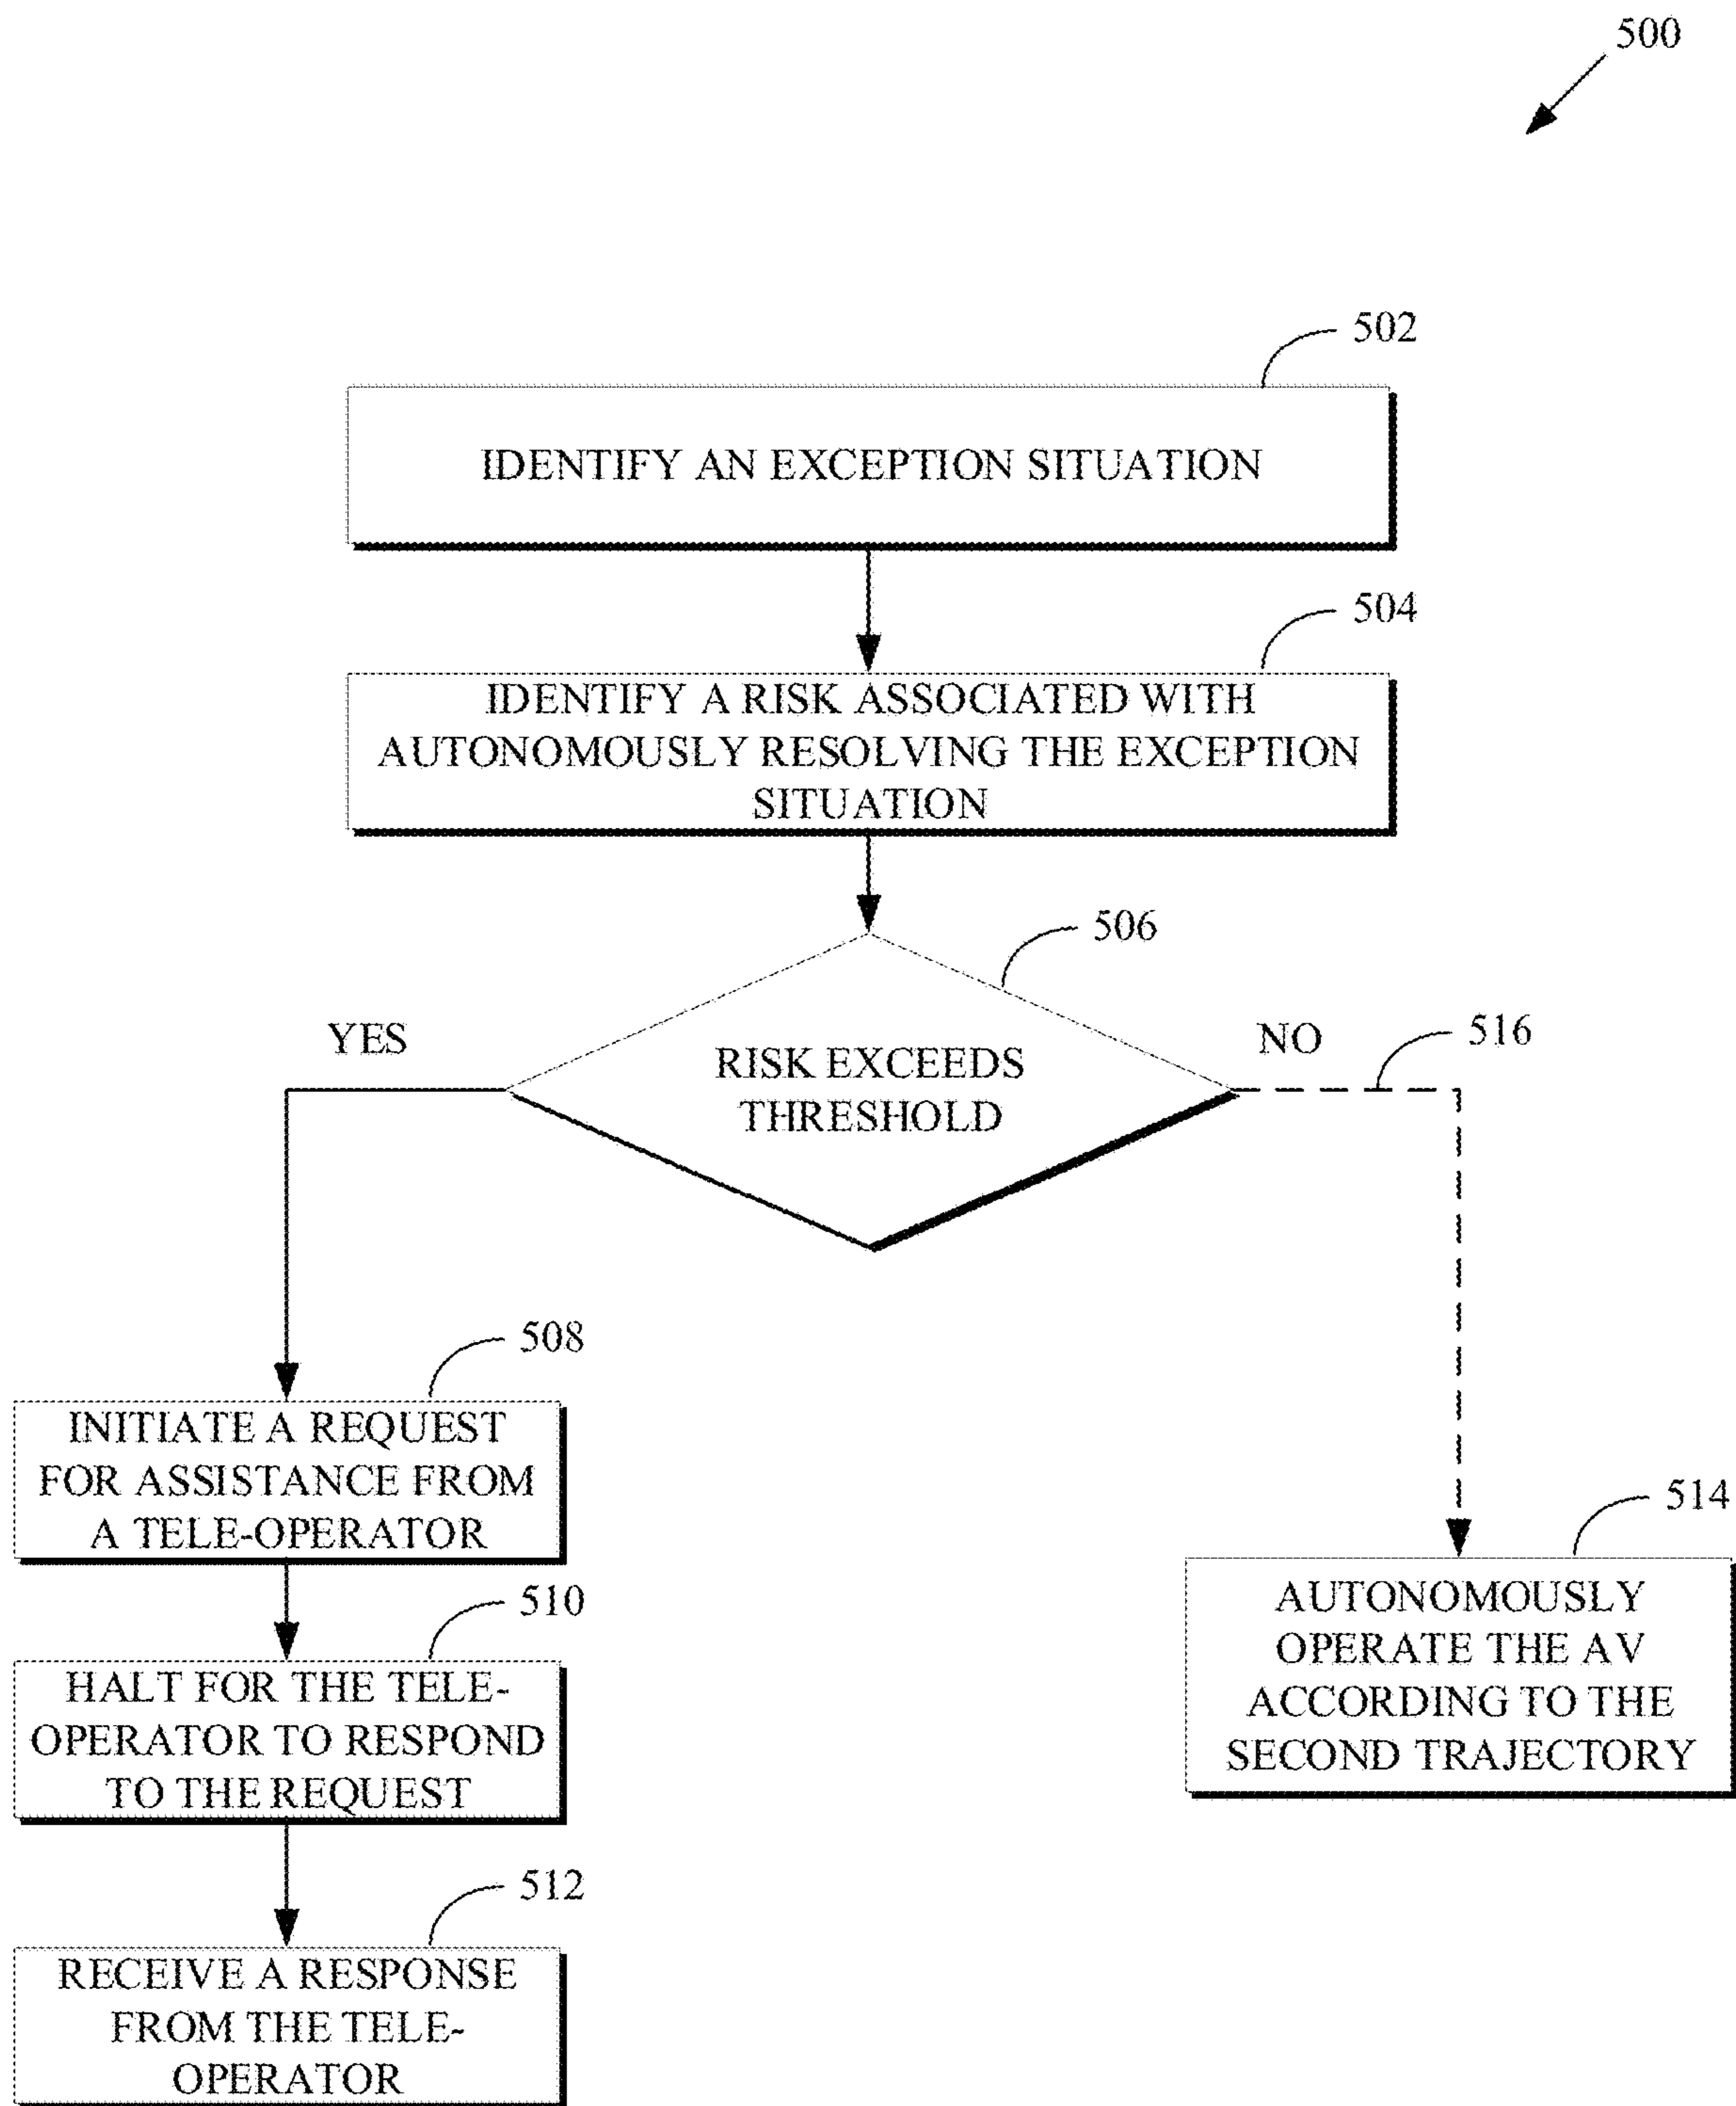 500
502
IDENTIFY AN EXCEPTION SITUATION
504
IDENTIFY A RISK ASSOCIATED WITH
AUTONOMOUSLY RESOLVING THE EXCEPTION
SITUATION
506
YES
NO
516
RISK EXCEEDS
THRESHOLD
508
INITIATE A REQUEST
FOR ASSISTANCE FROM
A TELE-OPERATOR
510
HALT FOR THE TELE-
OPERATOR TO RESPOND
TO THE REQUEST
512
RECEIVE A RESPONSE
FROM THE TELE-
OPERATOR
514
AUTONOMOUSLY
OPERATE THE AV
ACCORDING TO THE
SECOND TRAJECTORY